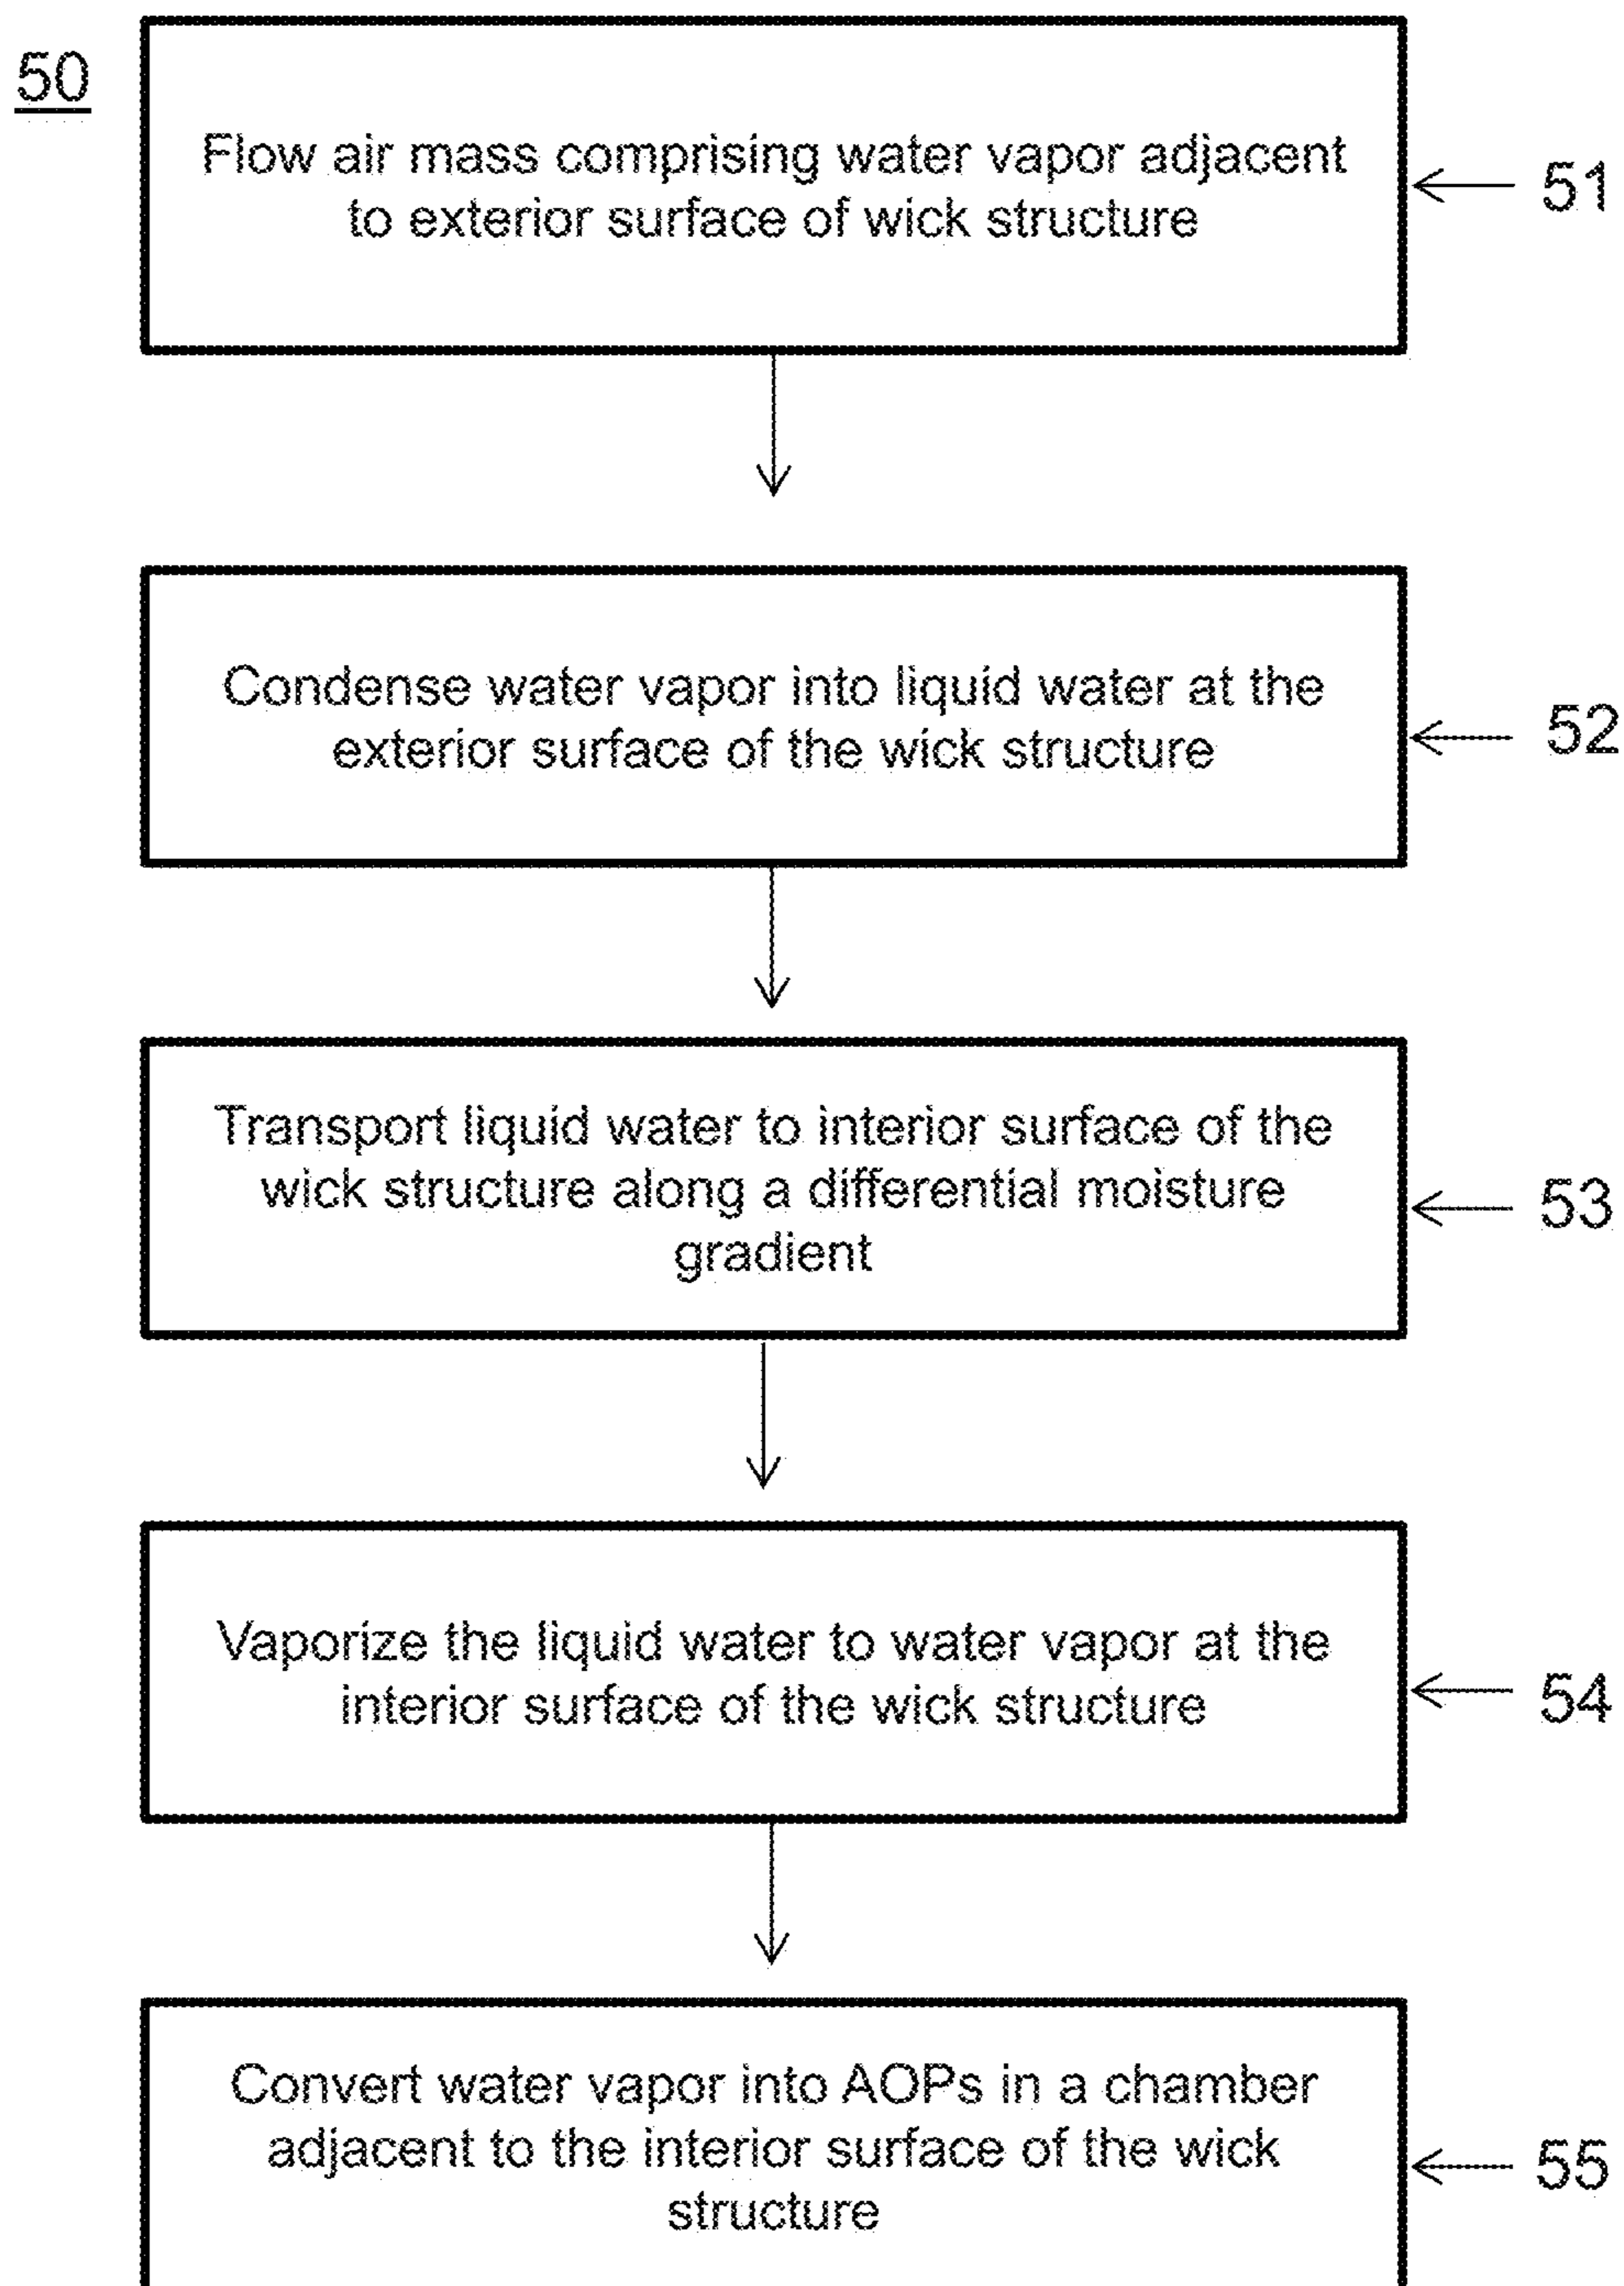 50
Flow air mass comprising water vapor adjacent
to exterior surface of wick structure
51
Condense water vapor into liquid water at the
exterior surface of the wick structure
52
Transport liquid water to interior surface of the
wick structure along a differential moisture
gradient
53
Vaporize the liquid water to water vapor at the
interior surface of the wick structure
54
Convert water vapor into AOPs in a chamber
adjacent to the interior surface of the wick
structure
55